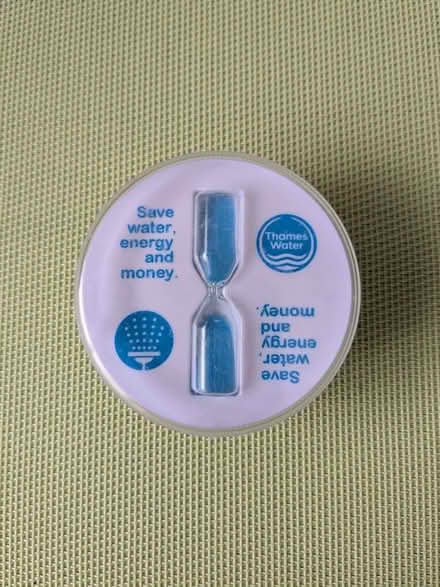 Save
water,
energy
and
money.
Thames
Water
Save
water,
energy
and
money.